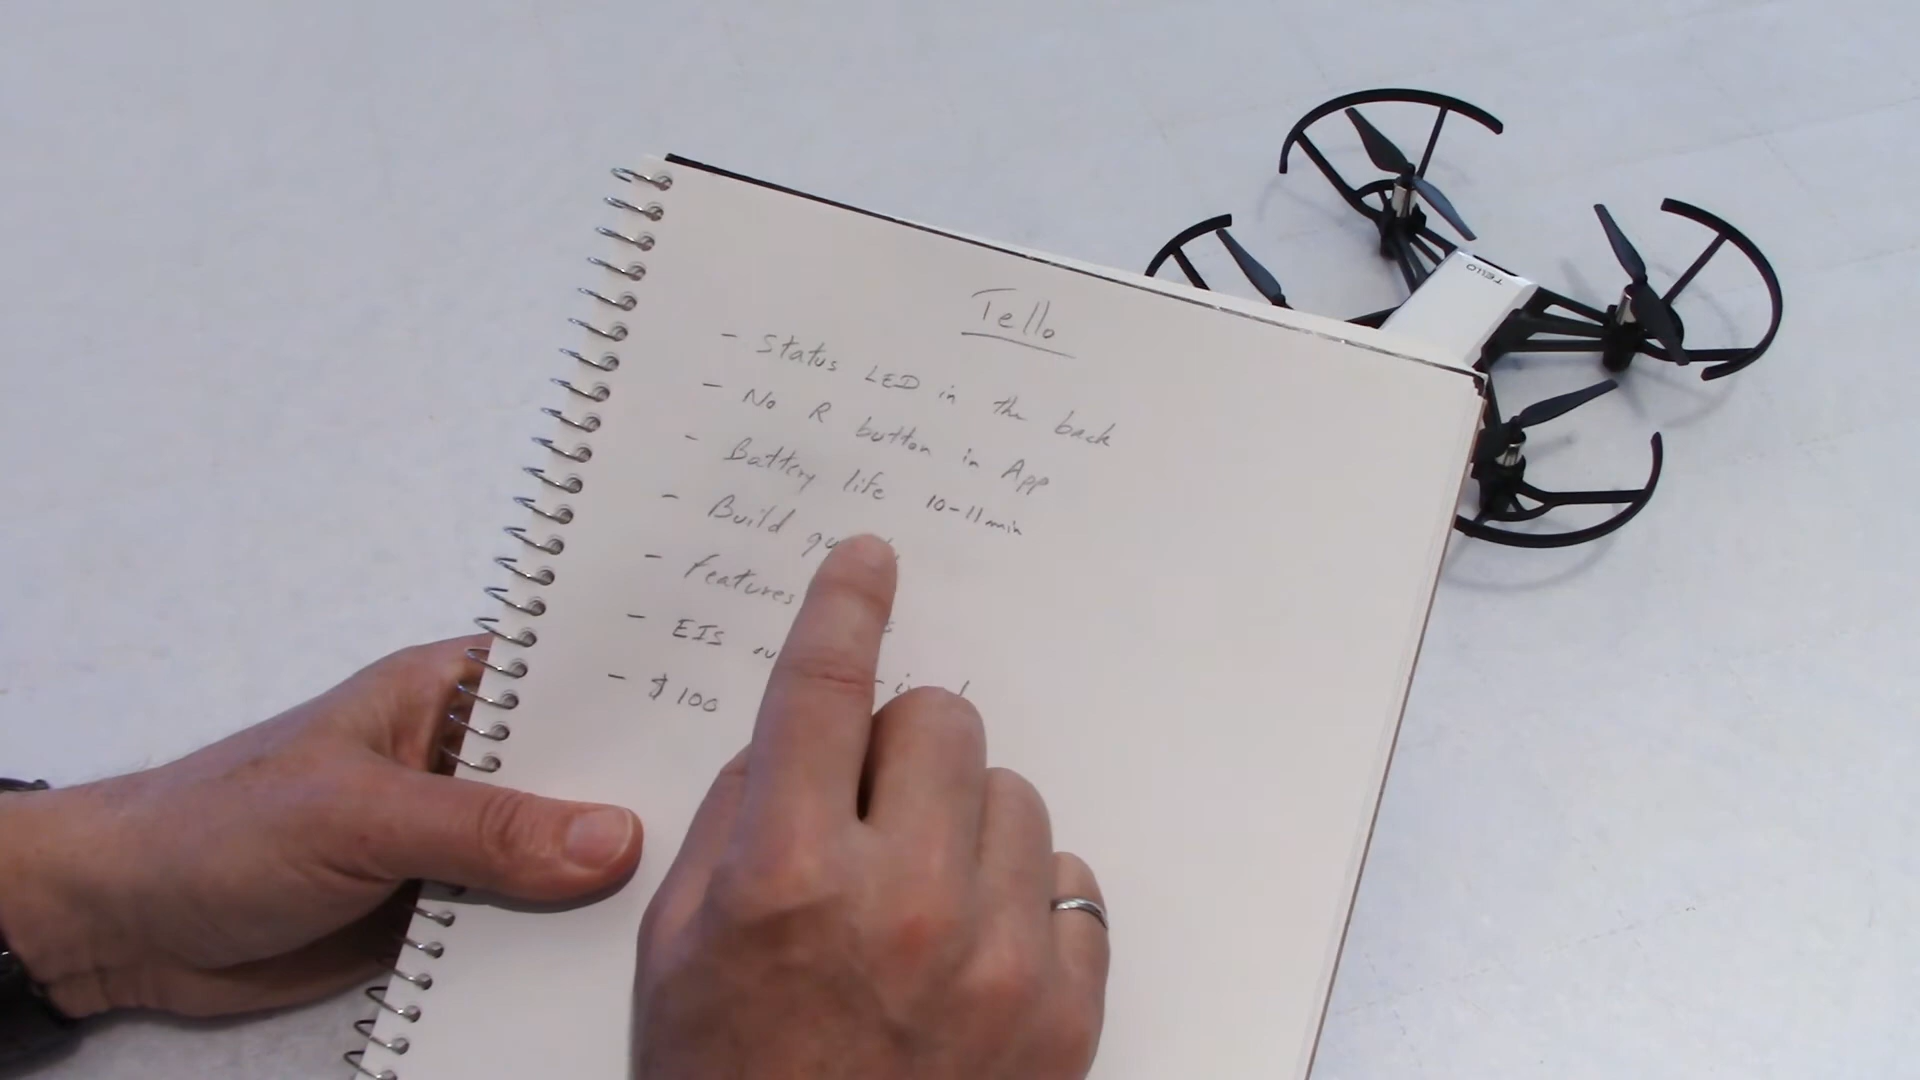 Tello
- Status LED in the back
- No R button in App
- Battery life 10-11 min
- Build
- Features
- EIS
- $100
TELLO